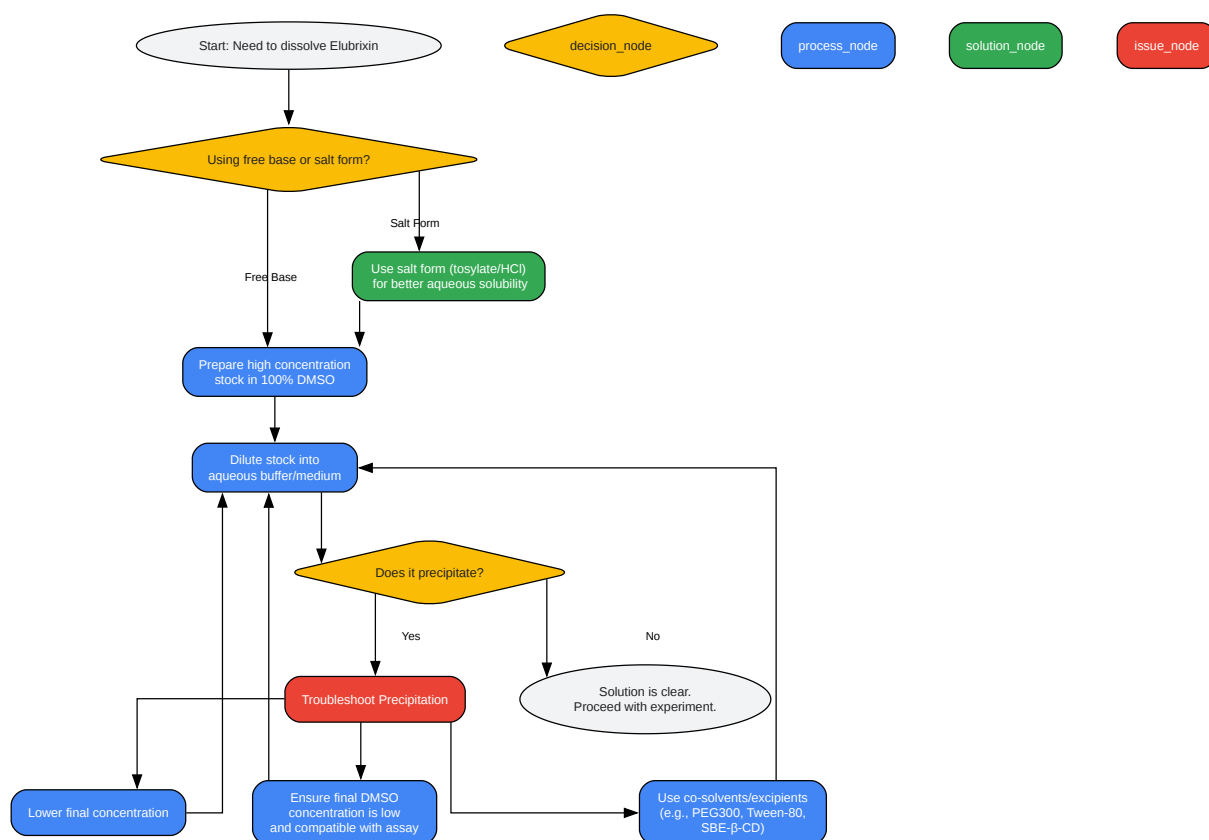 Start: Need to dissolve Elubrixin
decision_node
process_node
solution_node
issue_node
Using free base or salt form?
Salt Form
Free Base
Use salt form (tosylate/HCl)
for better aqueous solubility
Prepare high concentration
stock in 100% DMSO
Dilute stock into
aqueous buffer/medium
Does it precipitate?
Yes
No
Troubleshoot Precipitation
Solution is clear.
Proceed with experiment.
Lower final concentration
Ensure final DMSO
concentration is low
and compatible with assay
Use co-solvents/excipients
(e.g., PEG300, Tween-80,
SBE-β-CD)